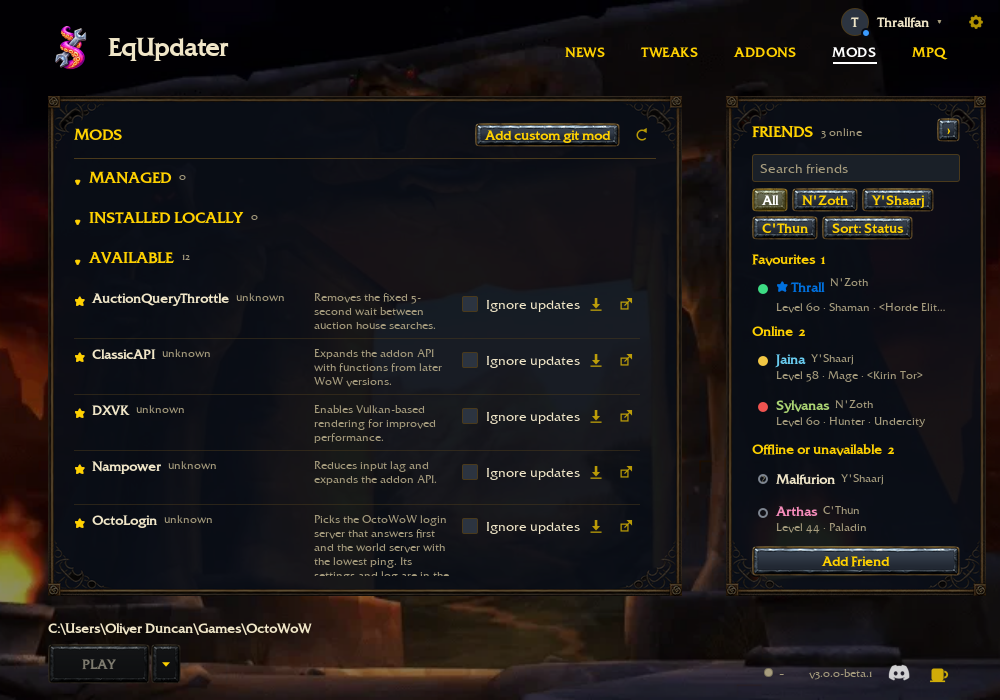 T Thrallfan
EqUpdater
NEWS TWEAKS ADDONS MODS MPQ
MODS
Add custom git mod
MANAGED 0
INSTALLED LOCALLY 0
AVAILABLE 12
AuctionQueryThrottle unknown
Removes the fixed 5-
second wait between
auction house searches.
Ignore updates
ClassicAPI unknown
Expands the addon API
with functions from later
WoW versions.
Ignore updates
DXVK unknown
Enables Vulkan-based
rendering for improved
performance.
Ignore updates
Nampower unknown
Reduces input lag and
expands the addon API.
Ignore updates
OctoLogin unknown
Picks the OctoWoW login
server that answers first
and the world server with
the lowest ping. Its
settings and log are in the
Ignore updates
FRIENDS 3 online
Search friends
All N'Zoth Y'Shaarj
C'Thun Sort: Status
Favourites 1
Thrall N'Zoth
Level 60 · Shaman · <Horde Elit...
Online 2
Jaina Y'Shaarj
Level 58 · Mage · <Kirin Tor>
Sylvanas N'Zoth
Level 60 · Hunter · Undercity
Offline or unavailable 2
? Malfurion Y'Shaarj
Arthas C'Thun
Level 44 · Paladin
Add Friend
C:\Users\Oliver Duncan\Games\OctoWoW
PLAY
- v3.0.0-beta.1